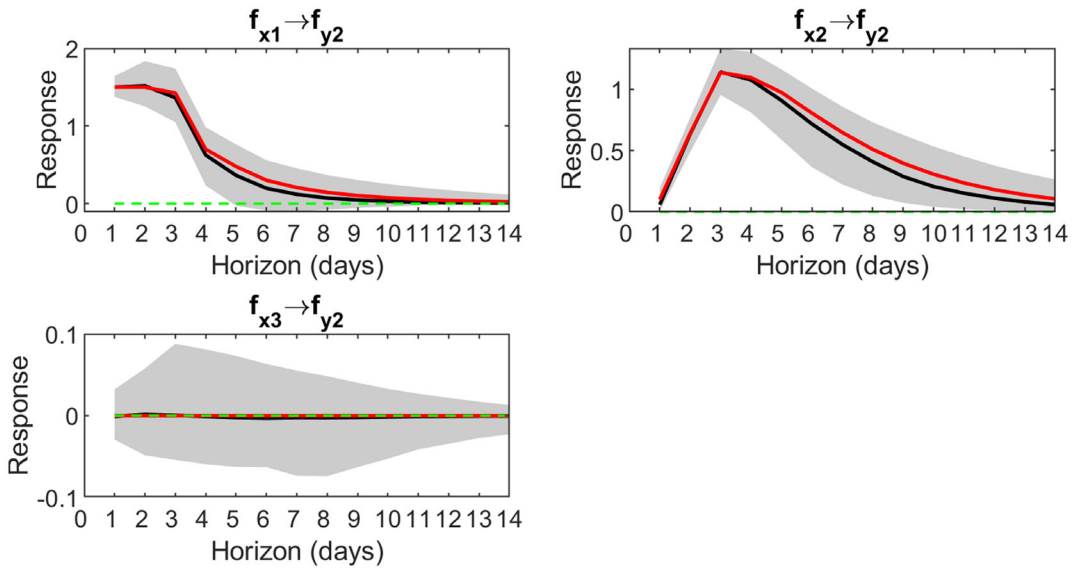 fx1→fy2
Response
2
1
0
0 1 2 3 4 5 6 7 8 9 10 11 12 13 14
Horizon (days)
fx2→fy2
Response
1
0.5
0
0 1 2 3 4 5 6 7 8 9 10 11 12 13 14
Horizon (days)
fx3→fy2
Response
0.1
0
-0.1
0 1 2 3 4 5 6 7 8 9 10 11 12 13 14
Horizon (days)